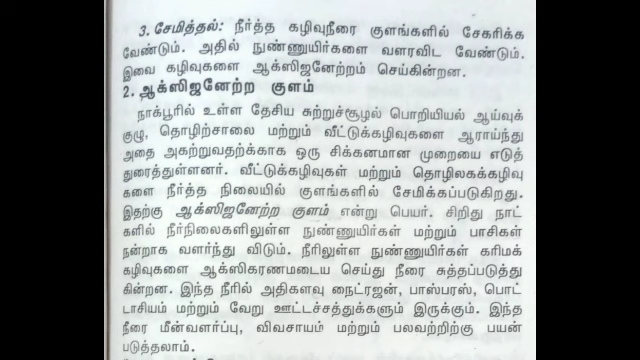 3. சேமித்தல்: நீர்த்த கழிவுநீரை குளங்களில் சேகரிக்க
வேண்டும். அதில் நுண்ணுயிர்களை வளரவிட வேண்டும்.
இவை கழிவுகளை ஆக்ஸிஜனேற்றம் செய்கின்றன.
2. ஆக்ஸிஜனேற்ற குளம்
நாக்பூரில் உள்ள தேசிய சுற்றுச்சூழல் பொறியியல் ஆய்வுக்
குழு, தொழிற்சாலை மற்றும் வீட்டுக்கழிவுகளை ஆராய்ந்து
அதை அகற்றுவதற்க்காக ஒரு சிக்கனமான முறையை எடுத்
துரைத்துள்ளனர். வீட்டுக்கழிவுகள் மற்றும் தொழிலகக்கழிவு
களை நீர்த்த நிலையில் குளங்களில் சேமிக்கப்படுகிறது.
இதற்கு ஆக்ஸிஜனேற்ற குளம் என்று பெயர். சிறிது நாட்
களில் நீர்நிலைகளிலுள்ள நுண்ணுயிர்கள் மற்றும் பாசிகள்
நன்றாக வளர்ந்து விடும். நீரிலுள்ள நுண்ணுயிர்கள் கரிமக்
கழிவுகளை ஆக்ஸிகரணமடைய செய்து நீரை சுத்தப்படுத்து
கின்றன. இந்த நீரில் அதிகளவு நைட்ரஜன், பாஸ்பரஸ், பொட்
டாசியம் மற்றும் வேறு ஊட்டச்சத்துக்களும் இருக்கும். இந்த
நீரை மீன்வளர்ப்பு, விவசாயம் மற்றும் பலவற்றிற்கு பயன்
படுத்தலாம்.